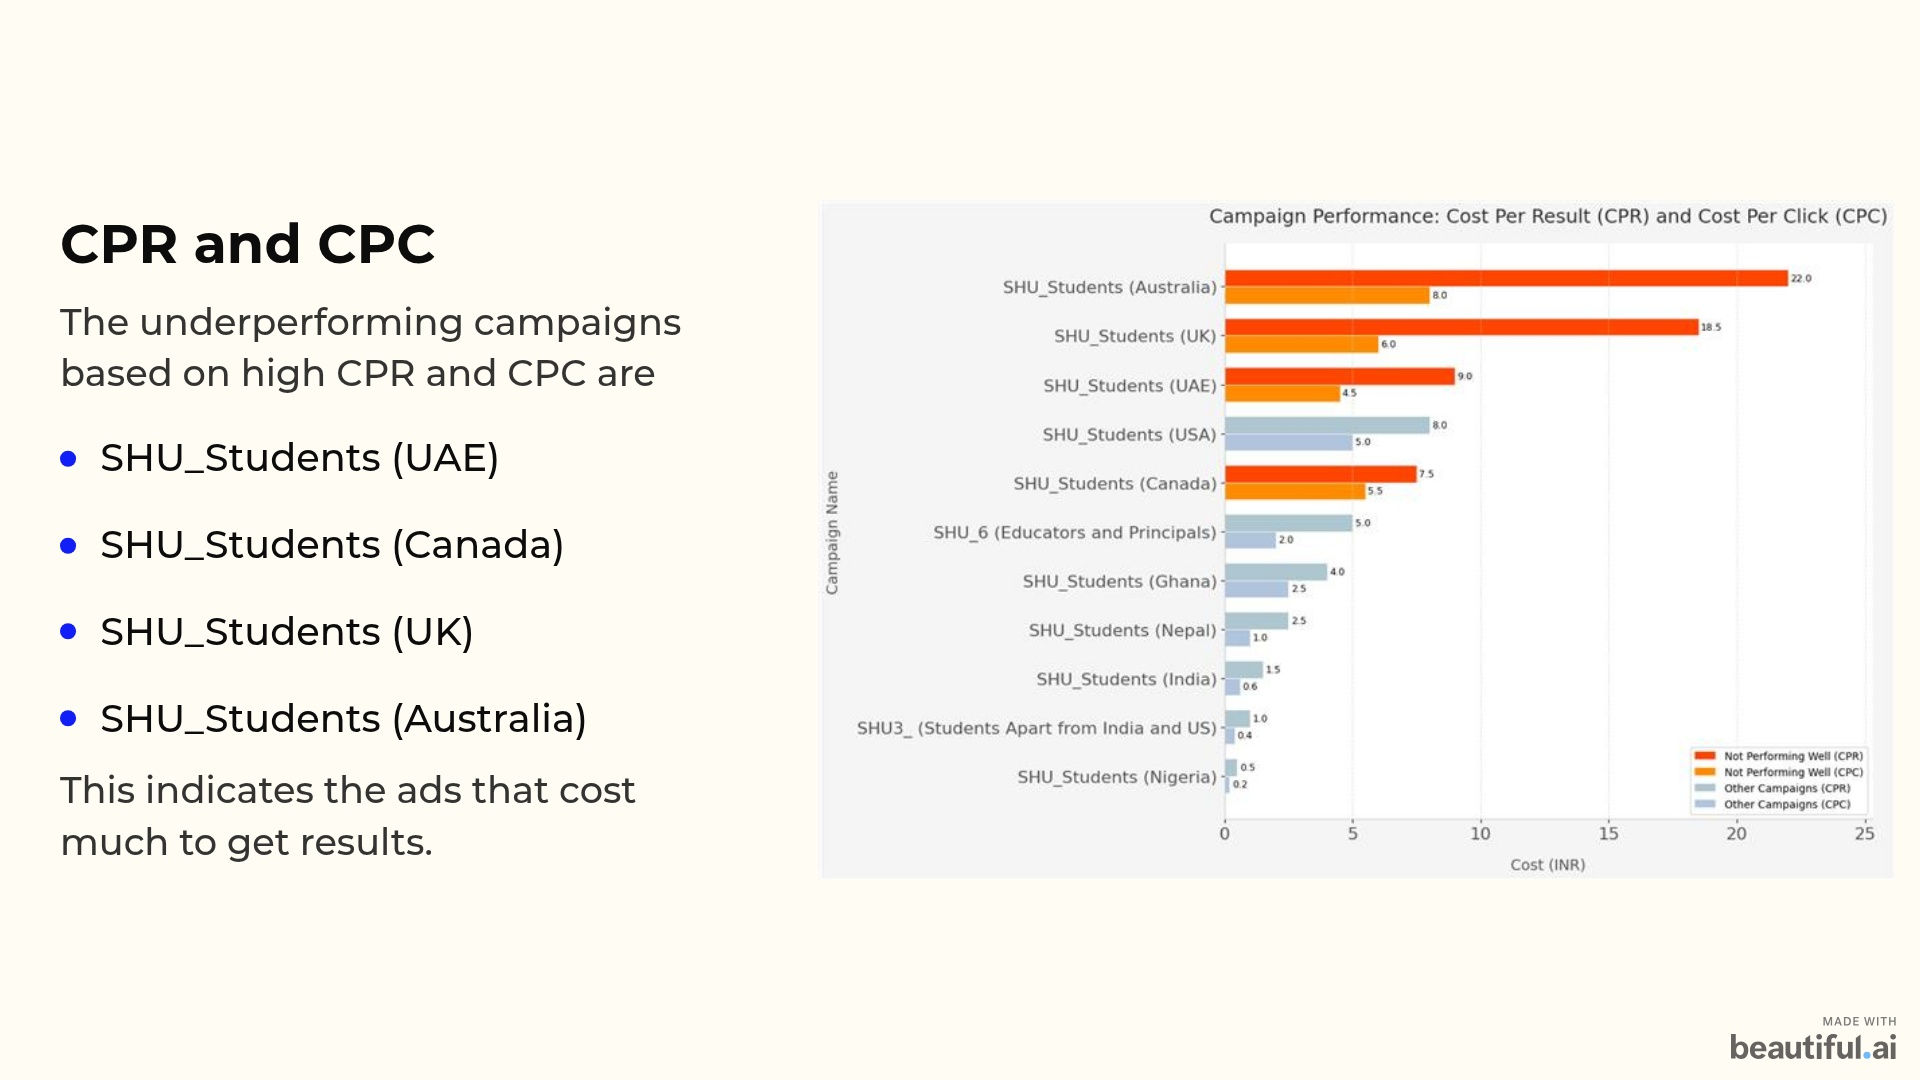 CPR and CPC
The underperforming campaigns
based on high CPR and CPC are
SHU_Students (UAE)
SHU_Students (Canada)
SHU_Students (UK)
SHU_Students (Australia)
This indicates the ads that cost
much to get results.
Campaign Performance: Cost Per Result (CPR) and Cost Per Click (CPC)
Campaign Name
SHU_Students (Australia)
22.0
8.0
SHU_Students (UK)
18.5
6.0
SHU_Students (UAE)
9.0
4.5
SHU_Students (USA)
8.0
5.0
SHU_Students (Canada)
7.5
5.5
SHU_6 (Educators and Principals)
5.0
2.0
SHU_Students (Ghana)
4.0
2.5
SHU_Students (Nepal)
2.5
1.0
SHU_Students (India)
1.5
0.6
SHU3_ (Students Apart from India and US)
1.0
0.4
SHU_Students (Nigeria)
0.5
0.2
Not Performing Well (CPR)
Not Performing Well (CPC)
Other Campaigns (CPR)
Other Campaigns (CPC)
0 5 10 15 20 25
Cost (INR)
MADE WITH
beautiful.ai